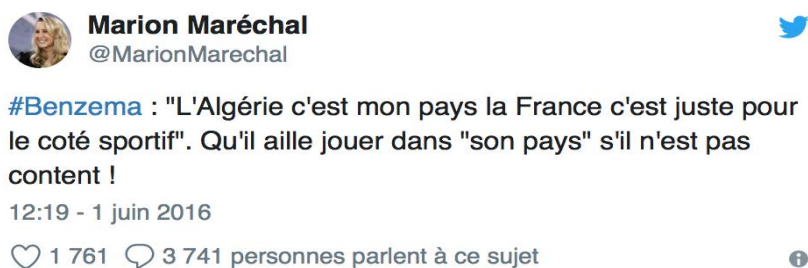 Marion Maréchal
@MarionMarechal
#Benzema : "L'Algérie c'est mon pays la France c'est juste pour
le coté sportif". Qu'il aille jouer dans "son pays" s'il n'est pas
content !
12:19 - 1 juin 2016
1 761 3 741 personnes parlent à ce sujet